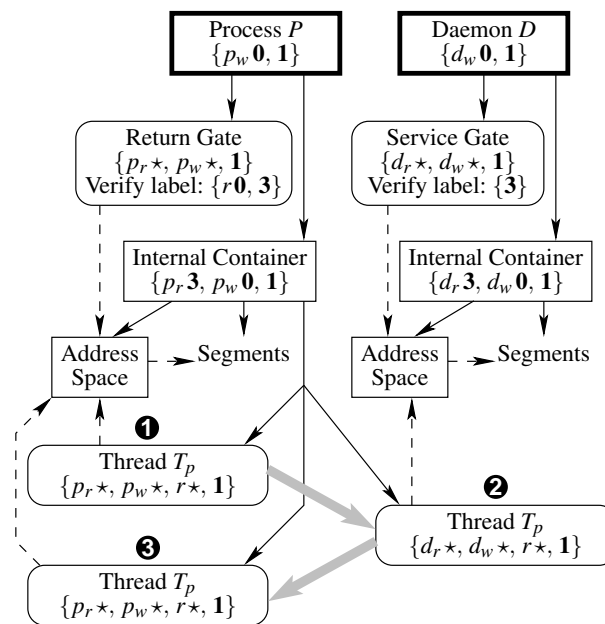 Process P
{p_w 0, 1}
Daemon D
{d_w 0, 1}
Return Gate
{p_r ⋆, p_w ⋆, 1}
Verify label: {r 0, 3}
Service Gate
{d_r ⋆, d_w ⋆, 1}
Verify label: {3}
Internal Container
{p_r 3, p_w 0, 1}
Internal Container
{d_r 3, d_w 0, 1}
Address
Space
Segments
Address
Space
Segments
1
Thread T_p
{p_r ⋆, p_w ⋆, r ⋆, 1}
2
Thread T_p
{d_r ⋆, d_w ⋆, r ⋆, 1}
3
Thread T_p
{p_r ⋆, p_w ⋆, r ⋆, 1}